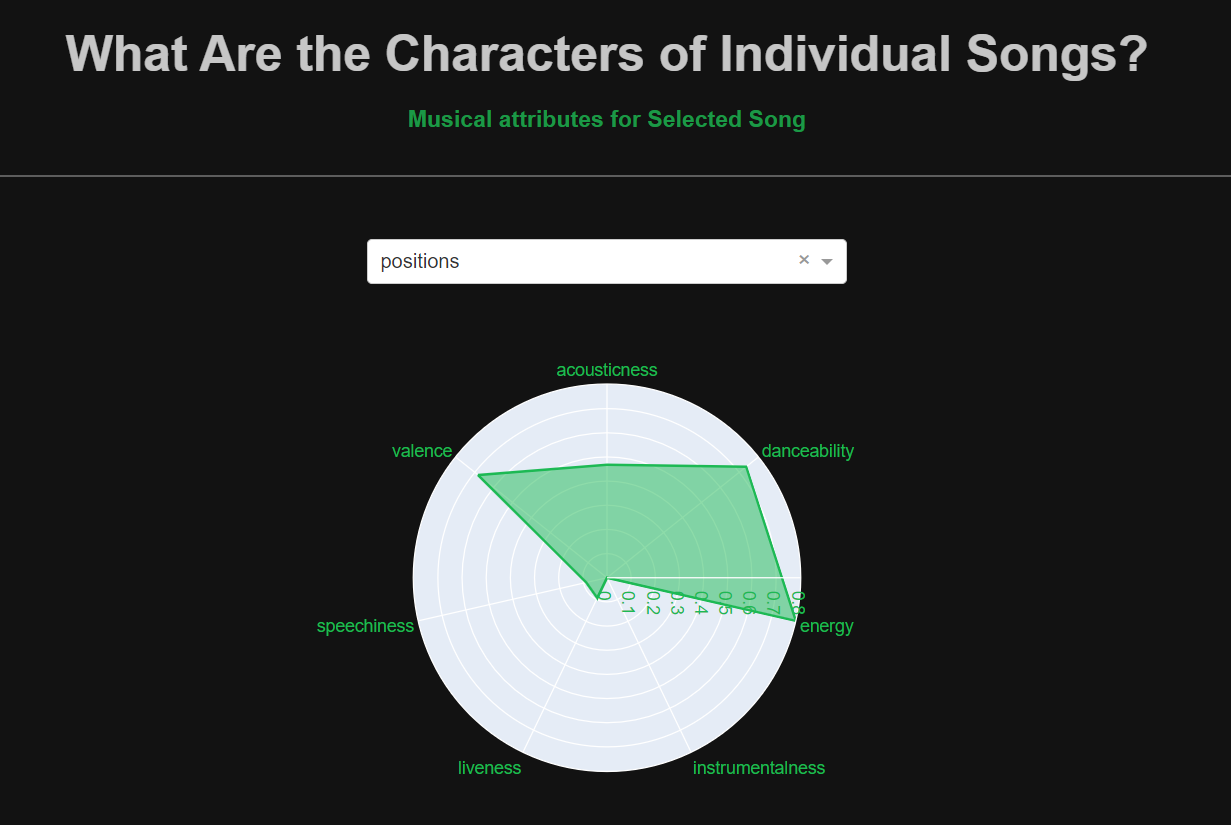 What Are the Characters of Individual Songs?
Musical attributes for Selected Song
positions
acousticness
valence
danceability
0
0.1
0.2
0.3
0.4
0.5
0.6
0.7
0.8
speechiness
energy
liveness
instrumentalness